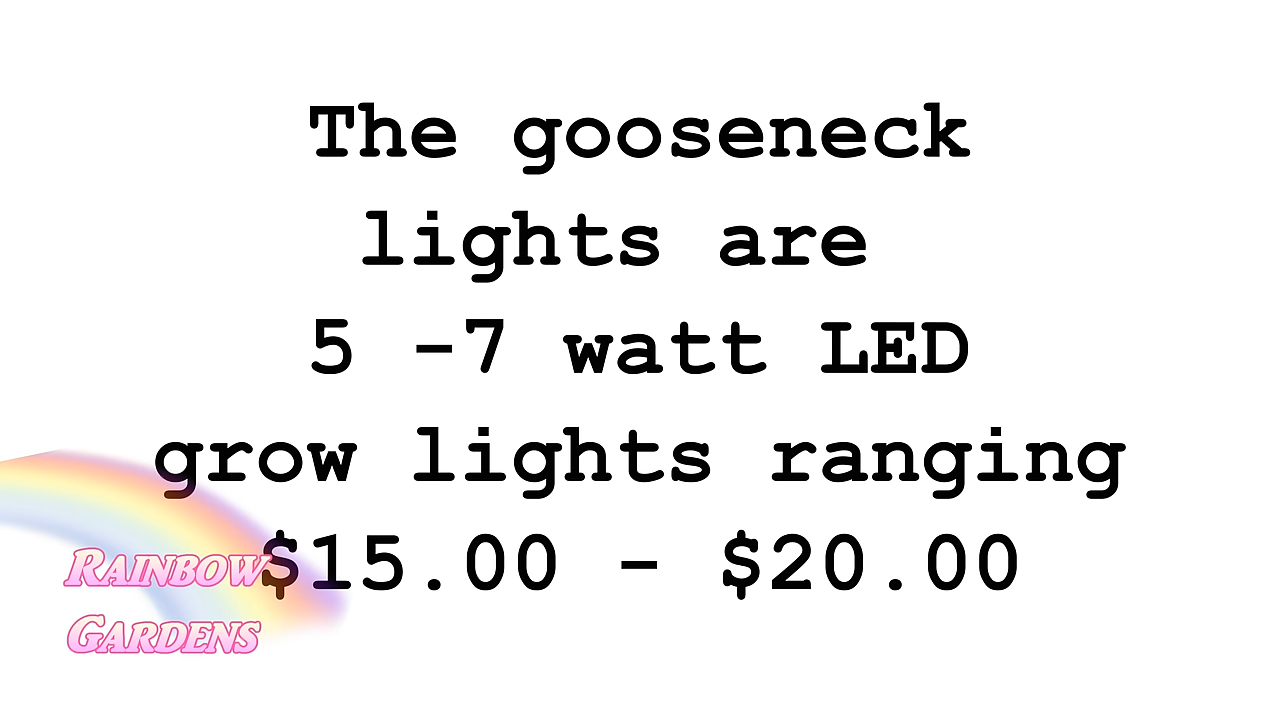 The gooseneck
lights are
5 -7 watt LED
grow lights ranging
$15.00 - $20.00
RAINBOW
GARDENS